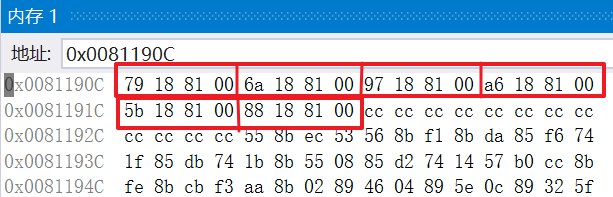 内存 1
地址: 0x0081190C
0x0081190C 79 18 81 00 6a 18 81 00 97 18 81 00 a6 18 81 00
0x0081191C 5b 18 81 00 88 18 81 00 cc cc cc cc cc cc cc cc
0x0081192C cc cc cc cc 55 8b ec 53 56 8b f1 8b da 85 f6 74
0x0081193C 1f 85 db 74 1b 8b 55 08 85 d2 74 14 57 b0 cc 8b
0x0081194C fe 8b cb f3 aa 8b 02 89 46 04 89 5e 0c 89 32 5f